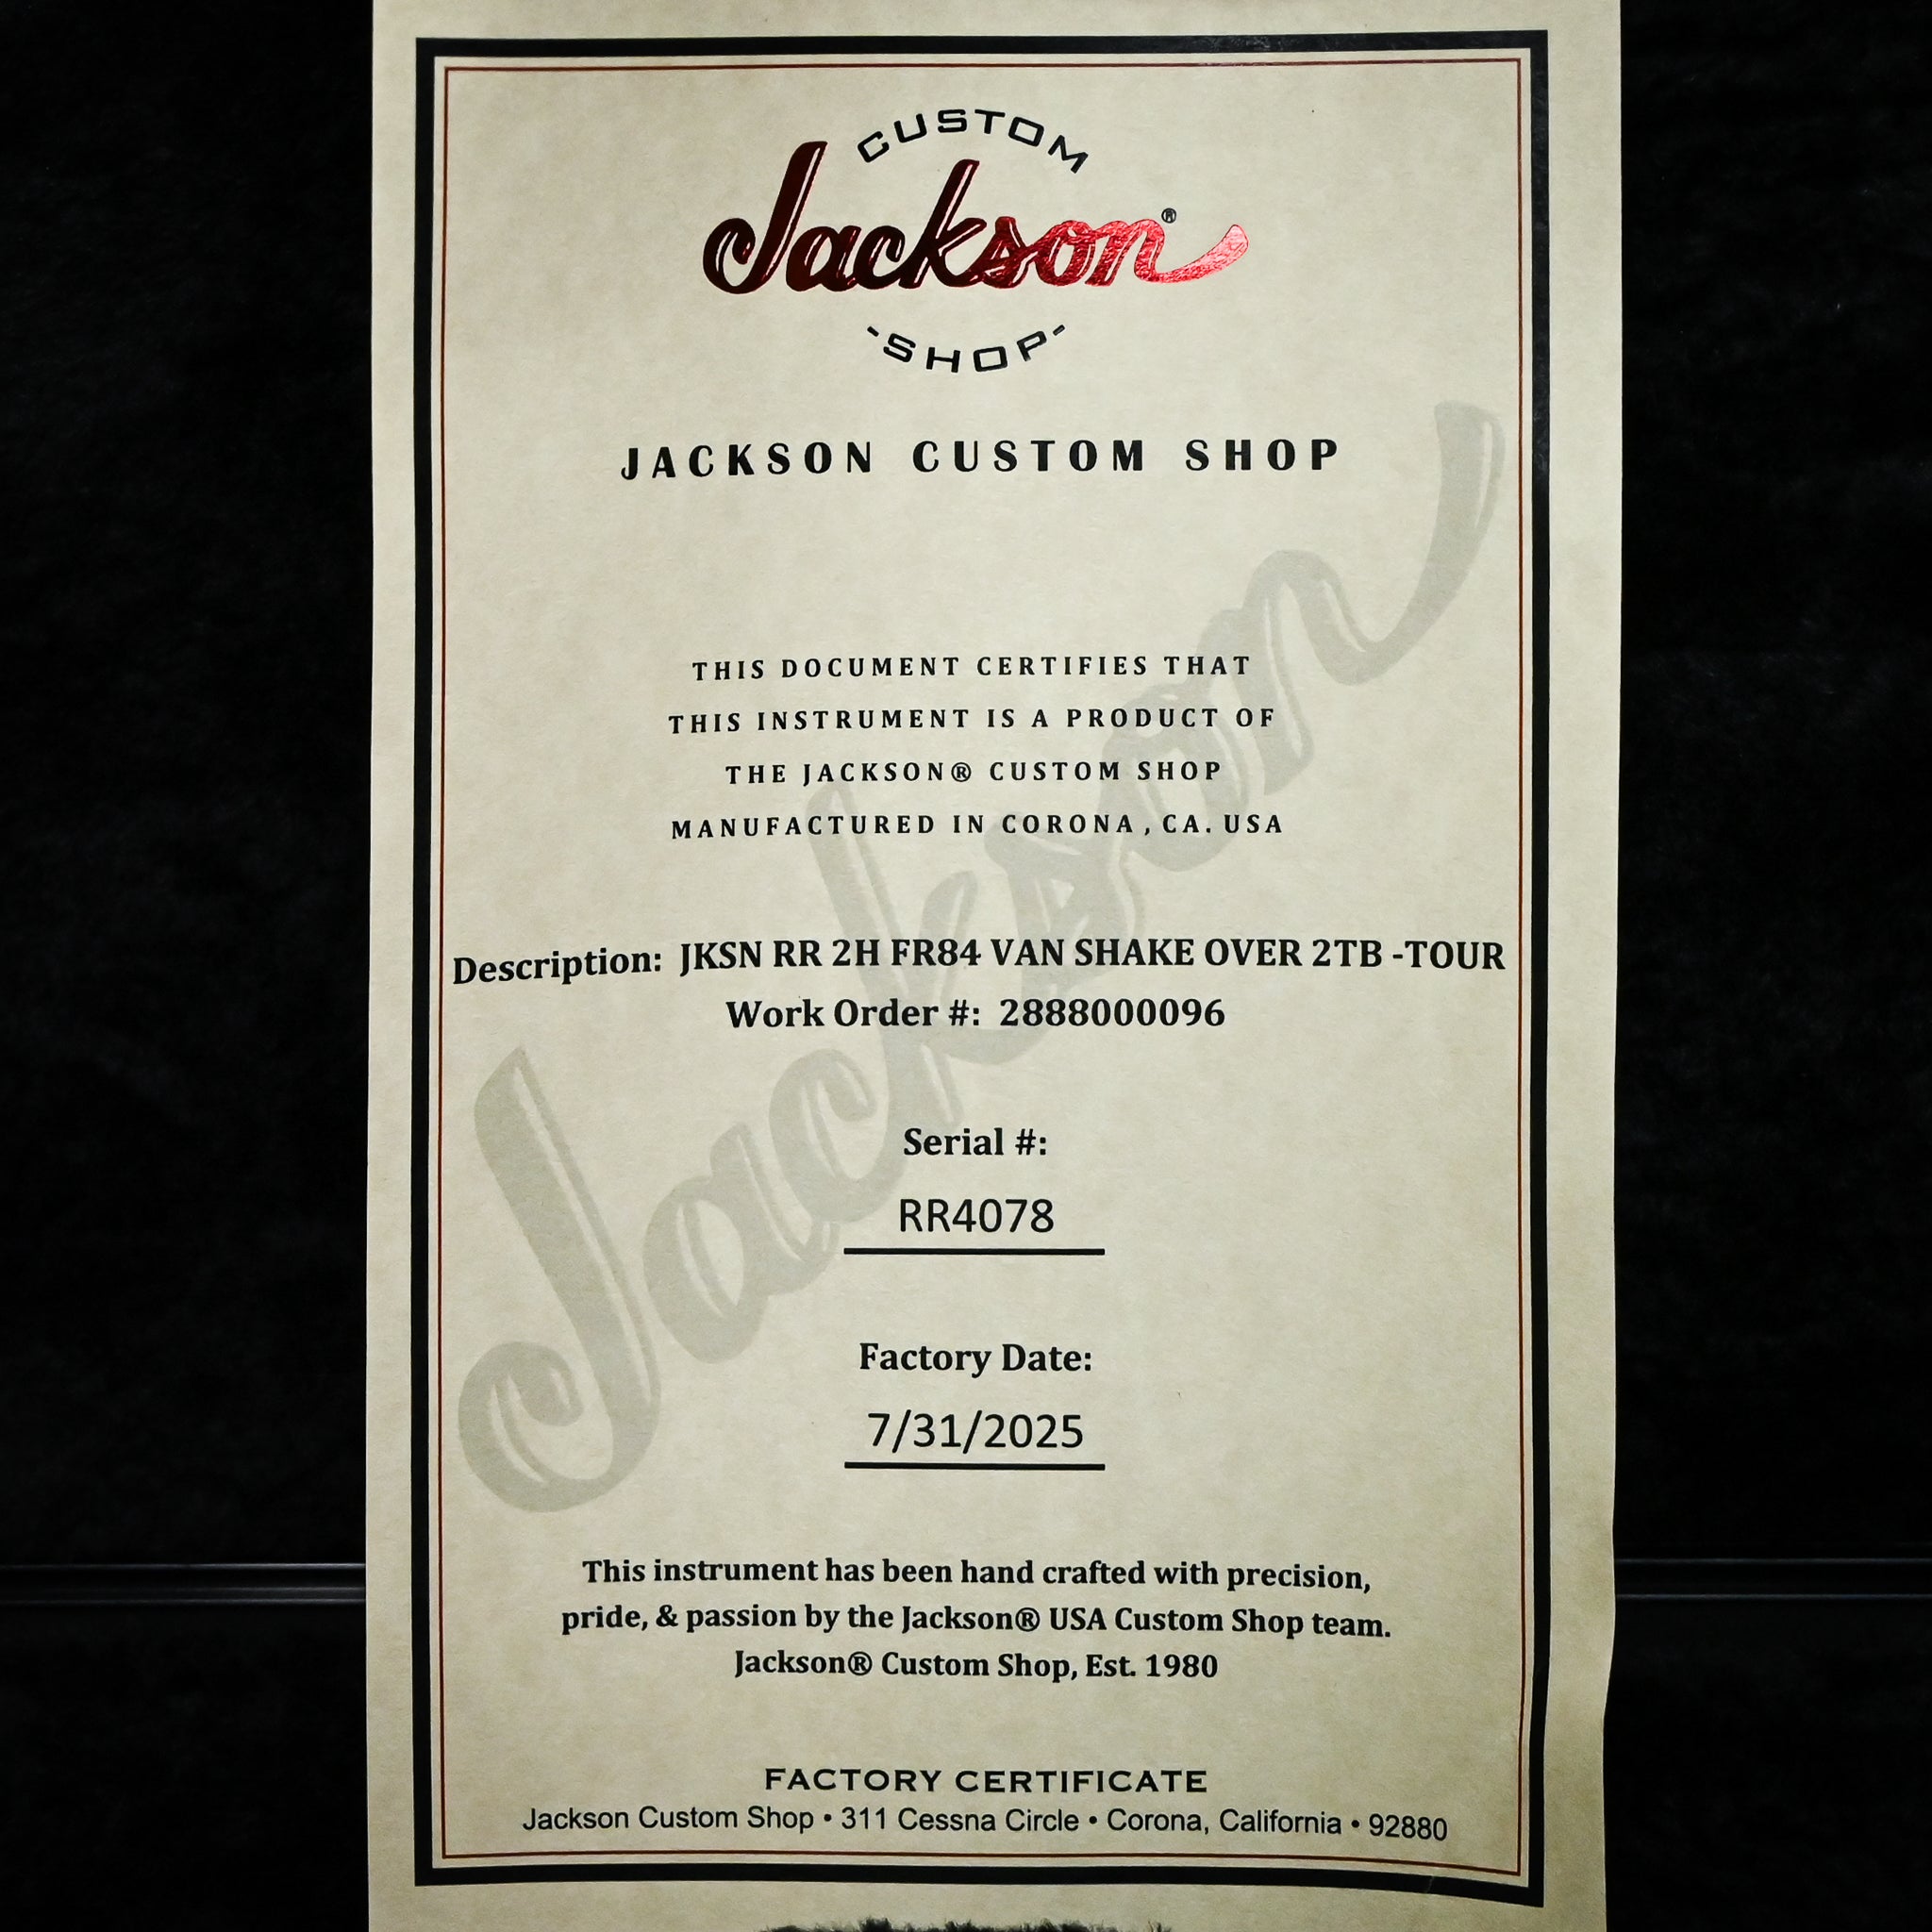 CUSTOM
Jackson®
-SHOP-
JACKSON CUSTOM SHOP
THIS DOCUMENT CERTIFIES THAT
THIS INSTRUMENT IS A PRODUCT OF
THE JACKSON® CUSTOM SHOP
MANUFACTURED IN CORONA, CA. USA
Jackson
Description: JKSN RR 2H FR84 VAN SHAKE OVER 2TB -TOUR
Work Order #: 2888000096
Serial #:
RR4078
Factory Date:
7/31/2025
This instrument has been hand crafted with precision,
pride, & passion by the Jackson® USA Custom Shop team.
Jackson® Custom Shop, Est. 1980
FACTORY CERTIFICATE
Jackson Custom Shop • 311 Cessna Circle • Corona, California • 92880